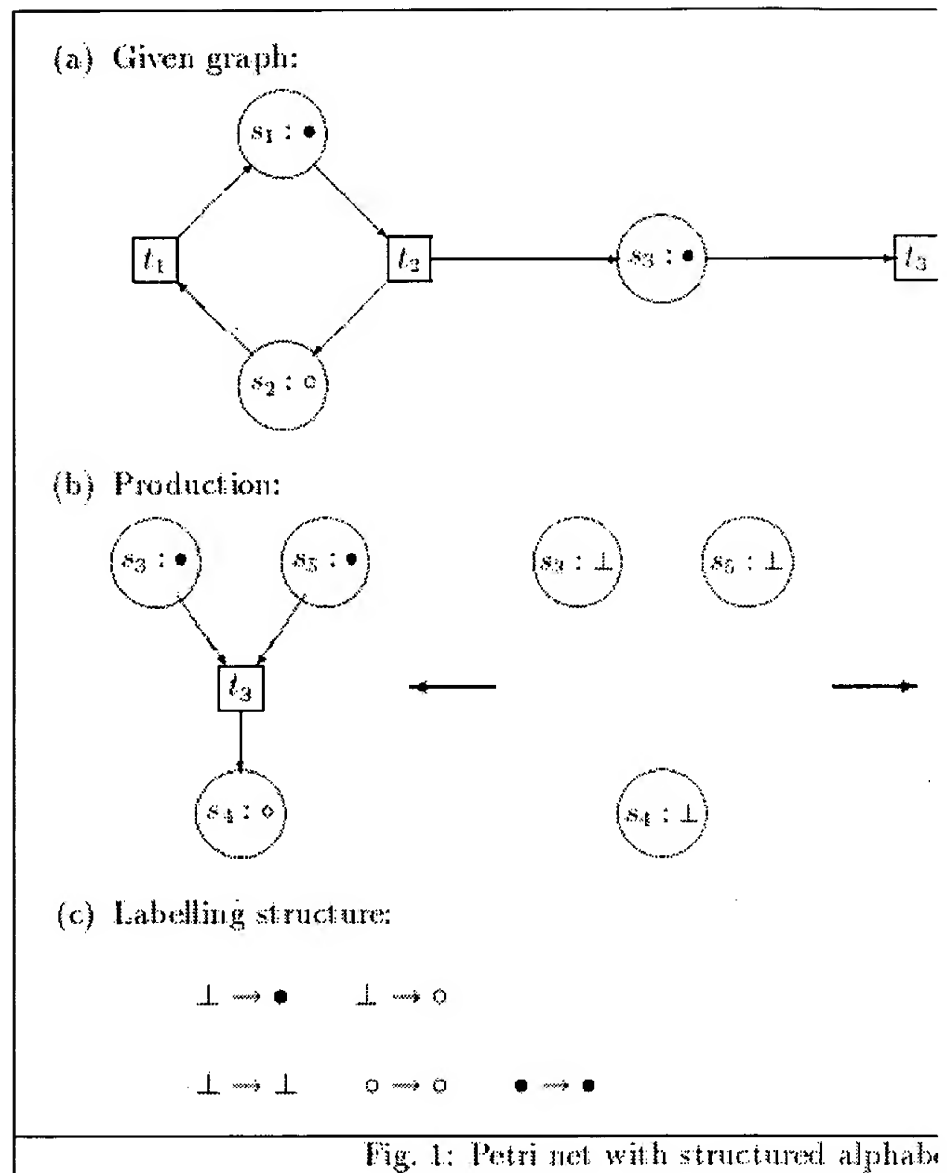 (a) Given graph:
s₁ : ●
t₁ t₂ s₃ : ● t₃
s₂ : ○
(b) Production:
s₃ : ● s₅ : ● s₃ : ⊥ s₅ : ⊥
t₃
s₄ : ○ s₄ : ⊥
(c) Labelling structure:
⊥ → ● ⊥ → ○
⊥ → ⊥ ○ → ○ ● → ●
Fig. 1: Petri net with structured